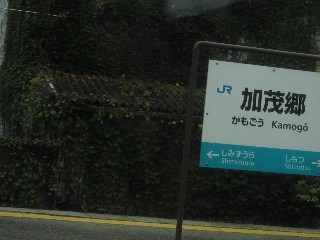 JR
加茂郷
かもごう Kamogō
← しみずうら しもつ →
Shimizuura Shimotsu